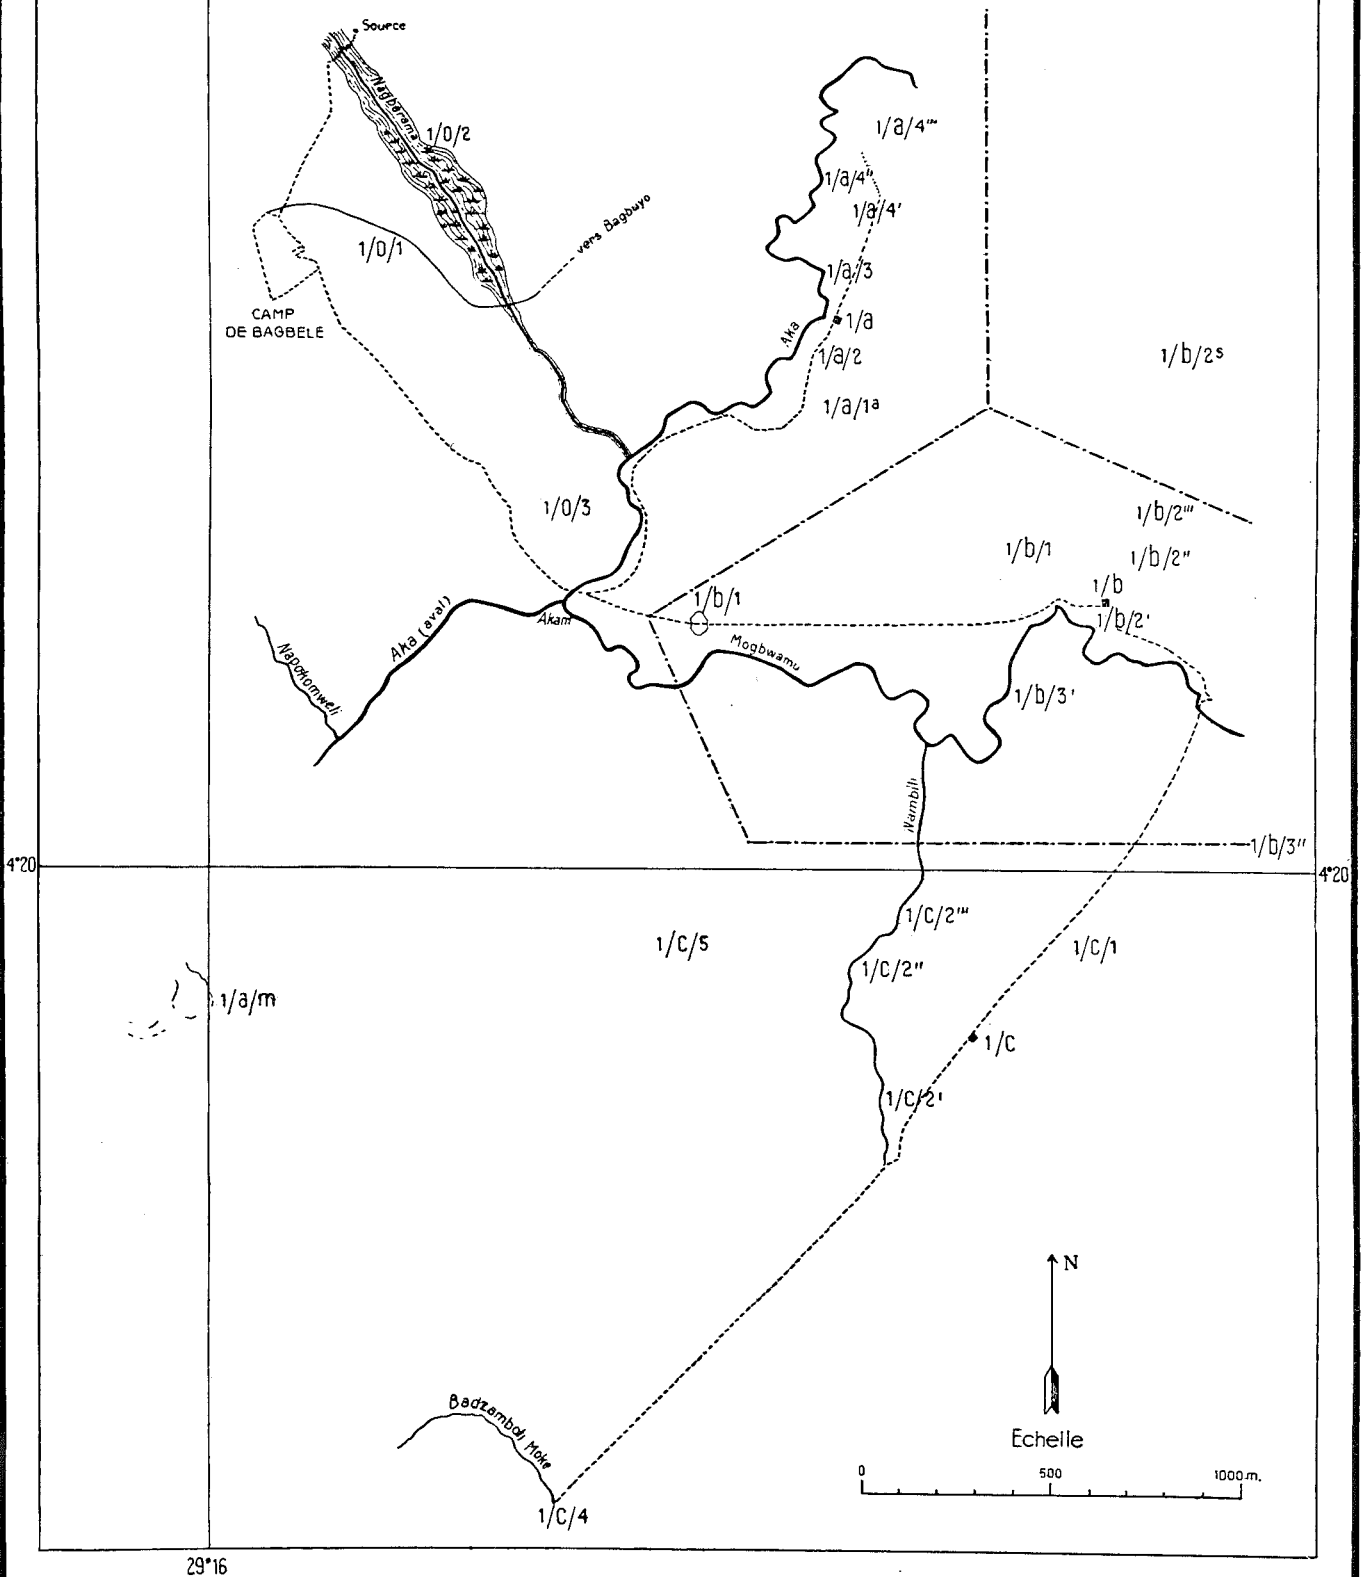 Source
Nagbarama
1/0/2
1/a/4'''
1/a/4''
1/a/4'
vers Bagbuyo
1/0/1
1/a/3
CAMP
DE BAGBELE
1/a
Aka
1/a/2
1/b/2s
1/a/1a
1/0/3
1/b/2'''
1/b/1
1/b/2''
1/b
1/b/1
Aka (aval)
Akam
1/b/2'
Napokomweli
Mogbwamu
1/b/3'
Nambili
1/b/3''
4°20
4°20
1/C/2'''
1/C/5
1/C/1
1/C/2''
1/a/m
1/C
1/C/2'
N
Badzamboli Moke
Echelle
0 500 1000 m.
1/C/4
29°16